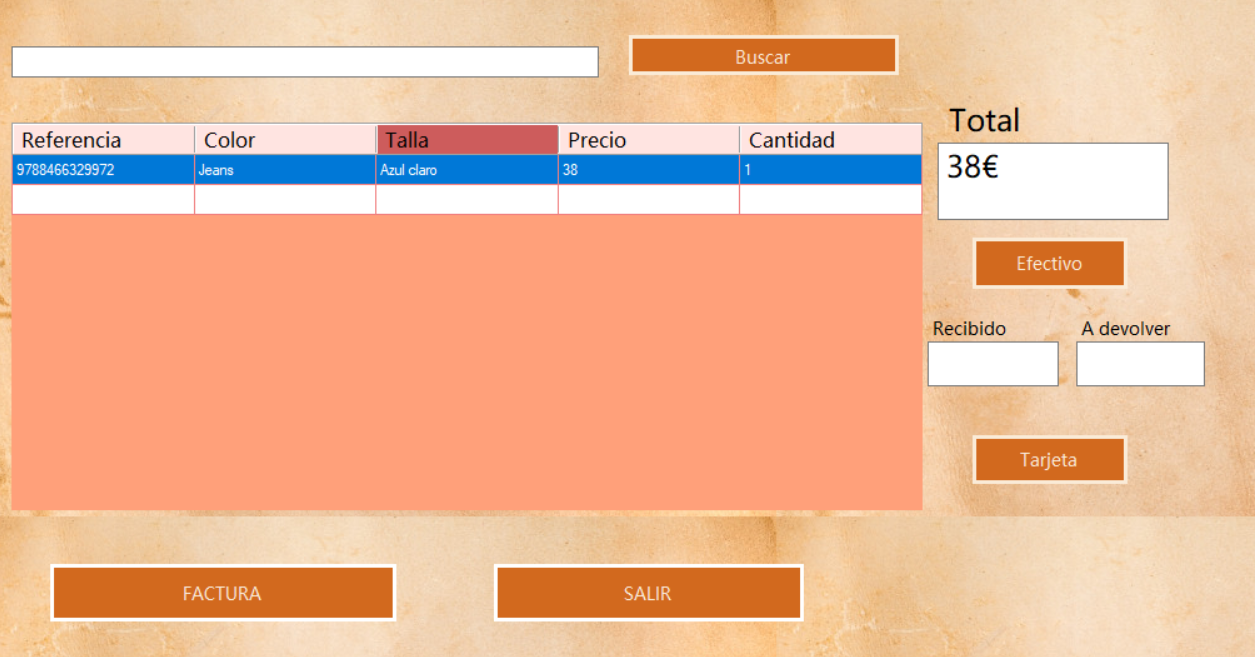 Buscar
Total
Referencia Color Talla Precio Cantidad
38€
9788466329972 Jeans Azul claro 38 1
Efectivo
Recibido A devolver
Tarjeta
FACTURA SALIR